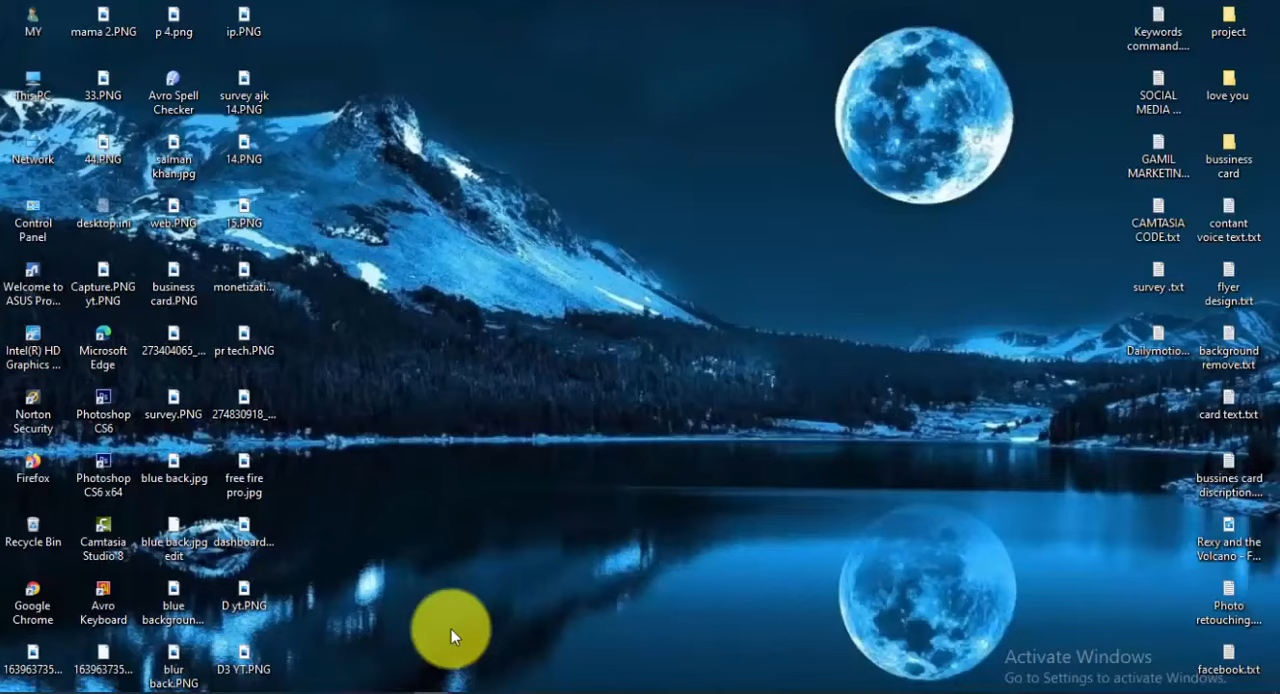 MY
mama 2.PNG
p 4.png
ip.PNG
Keywords
command....
project
This PC
33.PNG
Avro Spell
Checker
survey ajk
14.PNG
SOCIAL
MEDIA ...
love you
Network
44.PNG
salman
khan.jpg
14.PNG
GAMIL
MARKETIN...
bussiness
card
Control
Panel
desktop.ini
web.PNG
15.PNG
CAMTASIA
CODE.txt
contant
voice text.txt
Welcome to
ASUS Pro...
Capture.PNG
yt.PNG
business
card.PNG
monetizati...
survey .txt
flyer
design.txt
Intel(R) HD
Graphics ...
Microsoft
Edge
273404065_...
pr tech.PNG
Dailymotio...
background
remove.txt
Norton
Security
Photoshop
CS6
survey.PNG
274830918_...
card text.txt
Firefox
Photoshop
CS6 x64
blue back.jpg
free fire
pro.jpg
bussines card
discription....
Recycle Bin
Camtasia
Studio 8
blue back.jpg
edit
dashboard...
Rexy and the
Volcano - F...
Google
Chrome
Avro
Keyboard
blue
backgroun...
D yt.PNG
Photo
retouching....
163963735...
163963735...
blur
back.PNG
D3 YT.PNG
facebook.txt
Activate Windows
Go to Settings to activate Windows.